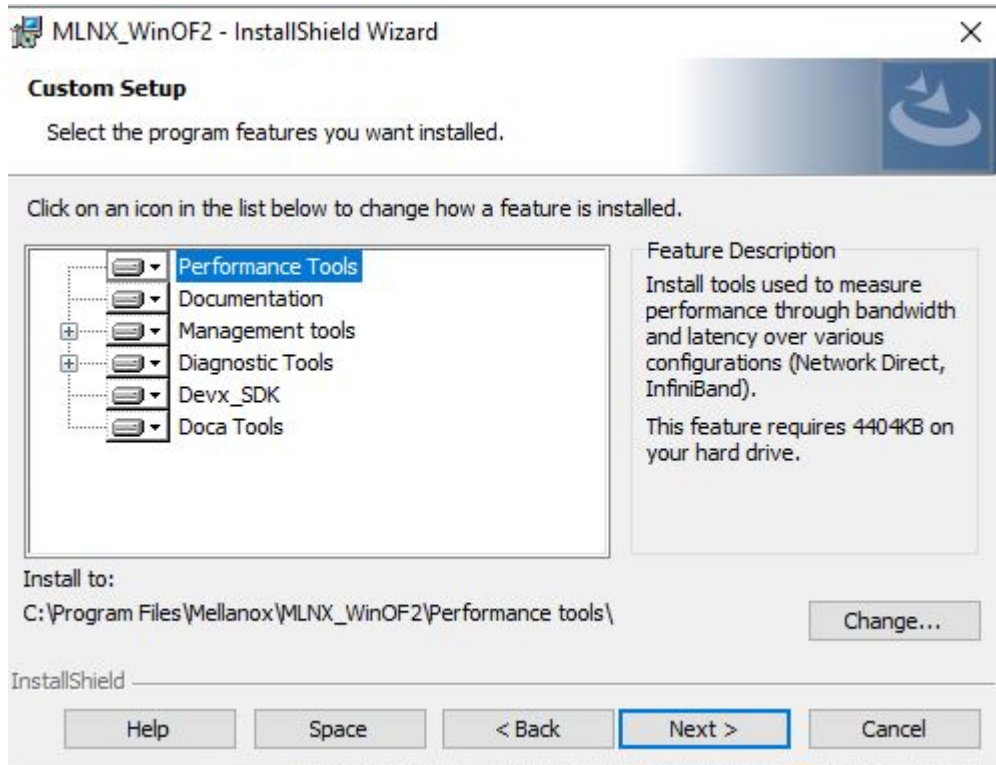 MLNX_WinOF2 - InstallShield Wizard
Custom Setup
Select the program features you want installed.
Click on an icon in the list below to change how a feature is installed.
Performance Tools
Documentation
Management tools
Diagnostic Tools
Devx_SDK
Doca Tools
Feature Description
Install tools used to measure
performance through bandwidth
and latency over various
configurations (Network Direct,
InfiniBand).
This feature requires 4404KB on
your hard drive.
Install to:
C:\Program Files\Mellanox\MLNX_WinOF2\Performance tools\
Change...
InstallShield
Help
Space
< Back
Next >
Cancel